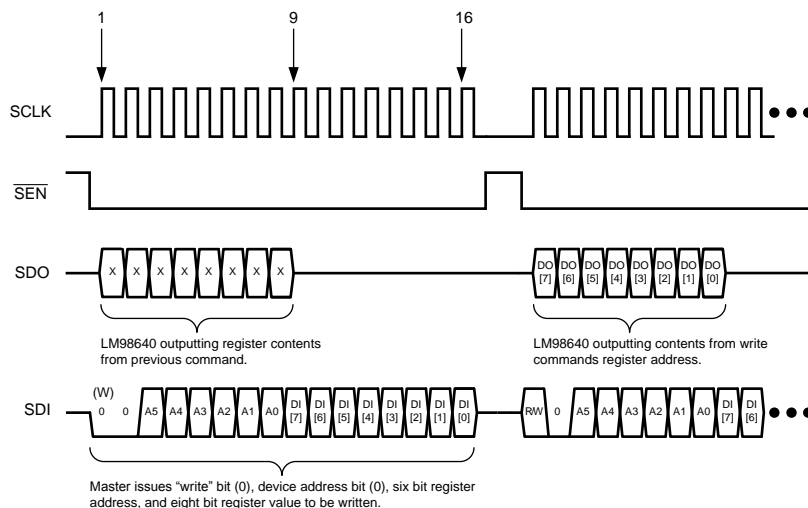 1 9 16
SCLK
SEN
SDO X X X X X X X X DO [7] DO [6] DO [5] DO [4] DO [3] DO [2] DO [1] DO [0]
LM98640 outputting register contents
from previous command.
LM98640 outputting contents from write
commands register address.
SDI (W) 0 0 A5 A4 A3 A2 A1 A0 DI [7] DI [6] DI [5] DI [4] DI [3] DI [2] DI [1] DI [0] RW 0 A5 A4 A3 A2 A1 A0 DI [7] DI [6]
Master issues “write” bit (0), device address bit (0), six bit register
address, and eight bit register value to be written.